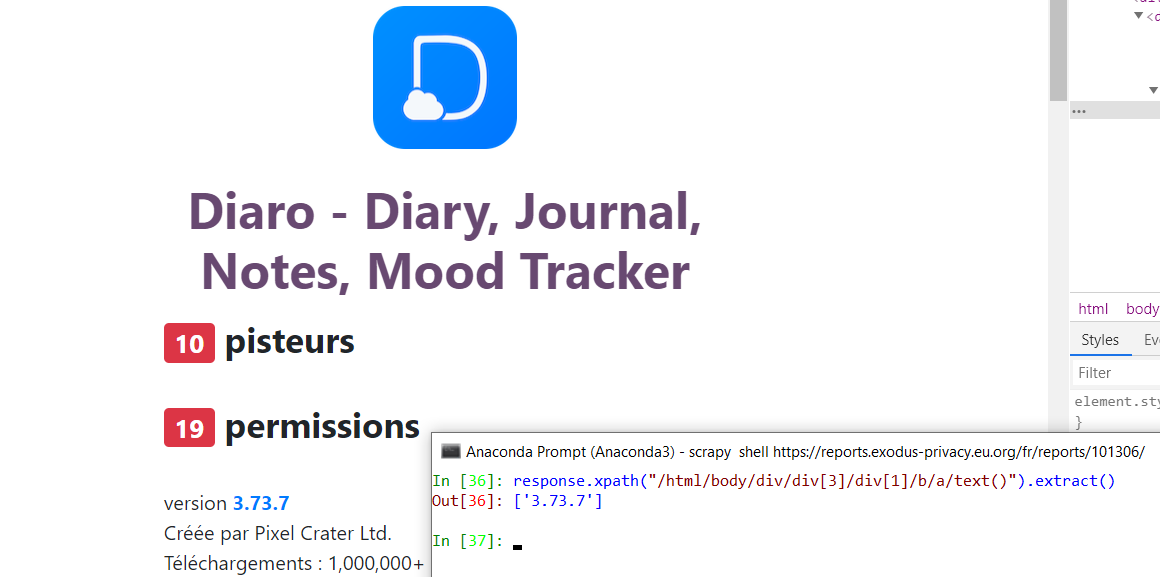 Diaro - Diary, Journal,
Notes, Mood Tracker
10 pisteurs
19 permissions
version 3.73.7
Créée par Pixel Crater Ltd.
Téléchargements : 1,000,000+
...
html body
Styles
Filter
element.sty
}
Anaconda Prompt (Anaconda3) - scrapy  shell https://reports.exodus-privacy.eu.org/fr/reports/101306/
In [36]: response.xpath("/html/body/div/div[3]/div[1]/b/a/text()").extract()
Out[36]: ['3.73.7']
In [37]: